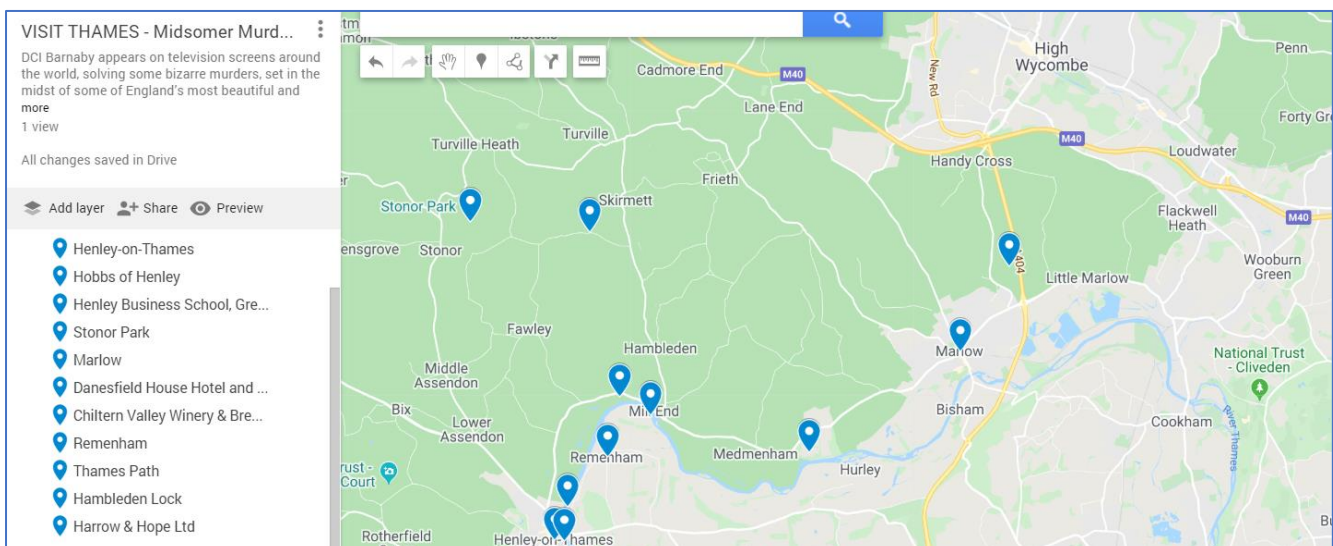 VISIT THAMES - Midsomer Murd...
DCI Barnaby appears on television screens around
the world, solving some bizarre murders, set in the
midst of some of England's most beautiful and
more
1 view
All changes saved in Drive
Add layer
Share
Preview
Henley-on-Thames
Hobbs of Henley
Henley Business School, Gre...
Stonor Park
Marlow
Danesfield House Hotel and ...
Chiltern Valley Winery & Bre...
Remenham
Thames Path
Hambleden Lock
Harrow & Hope Ltd
High
Wycombe
Penn
Cadmore End
M40
New Rd
Lane End
Forty Gr
Turville
M40
Turville Heath
Handy Cross
Loudwater
Frieth
Stonor Park
Skirmett
Flackwell
Heath
M40
ensgrove
Stonor
404
Wooburn
Green
Little Marlow
Fawley
Hambleden
Marlow
National Trust
- Cliveden
Middle
Assendon
Bix
Mill End
Bisham
Cookham
Lower
Assendon
River Thames
Remenham
Medmenham
Hurley
rust -
Court
Rotherfield
Henley-on-Thames